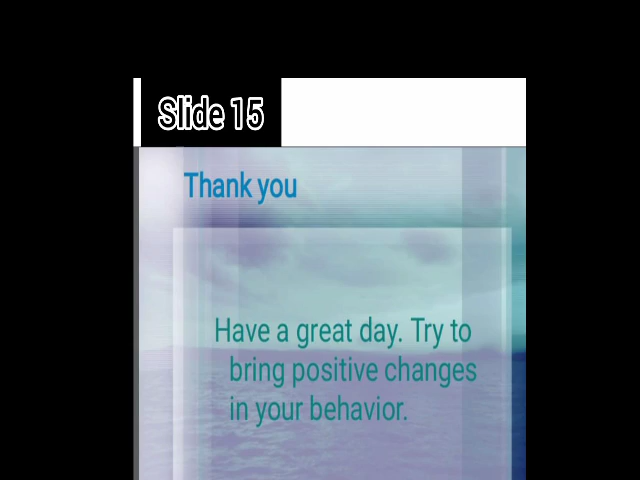 Slide 15
Thank you
Have a great day. Try to
bring positive changes
in your behavior.